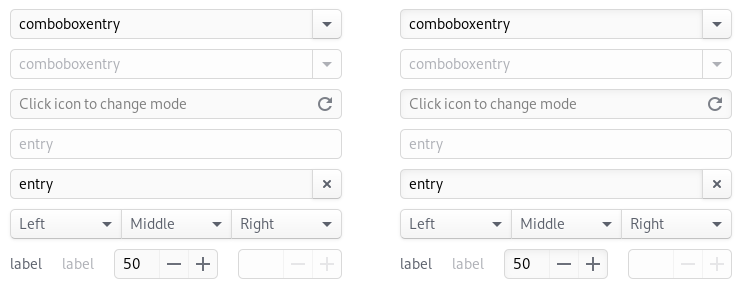 comboboxentry
comboboxentry
Click icon to change mode
entry
entry
Left Middle Right
label label 50
comboboxentry
comboboxentry
Click icon to change mode
entry
entry
Left Middle Right
label label 50